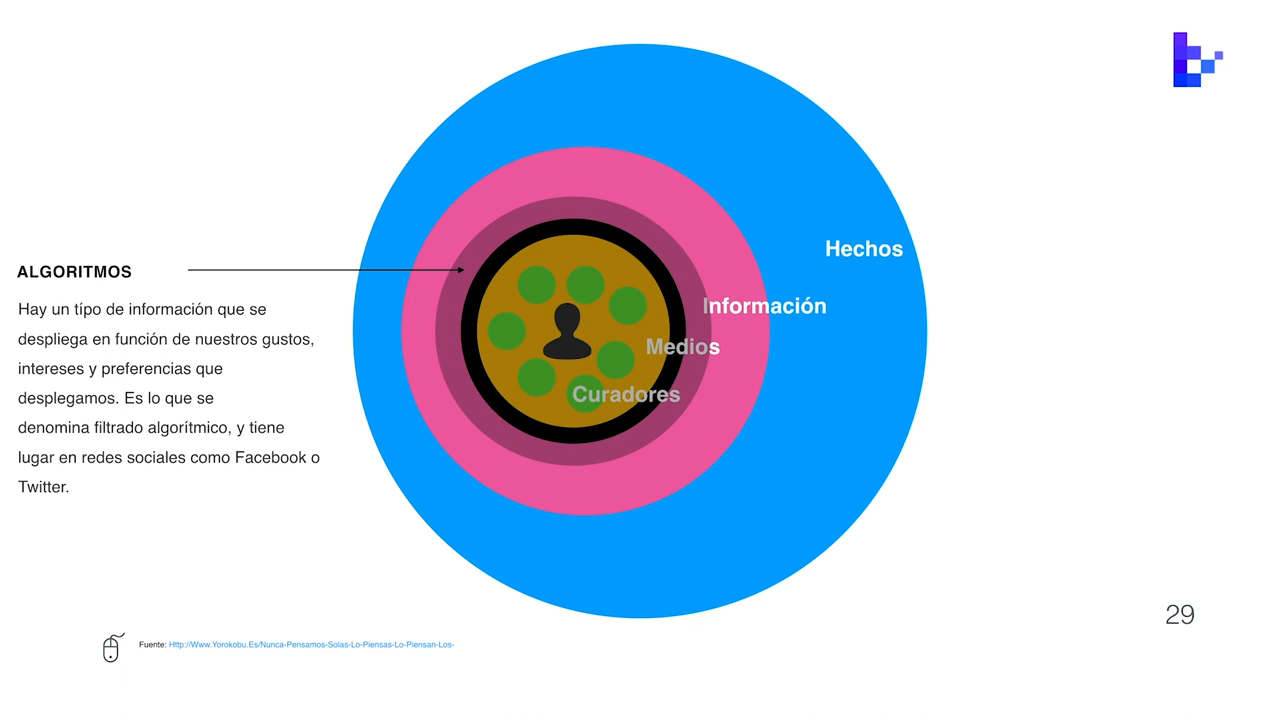 Hechos
ALGORITMOS
Información
Hay un típo de información que se
despliega en función de nuestros gustos,
Medios
intereses y preferencias que
desplegamos. Es lo que se
Curadores
denomina filtrado algorítmico, y tiene
lugar en redes sociales como Facebook o
Twitter.
29
Fuente: Http://Www.Yorokobu.Es/Nunca-Pensamos-Solas-Lo-Piensas-Lo-Piensan-Los-